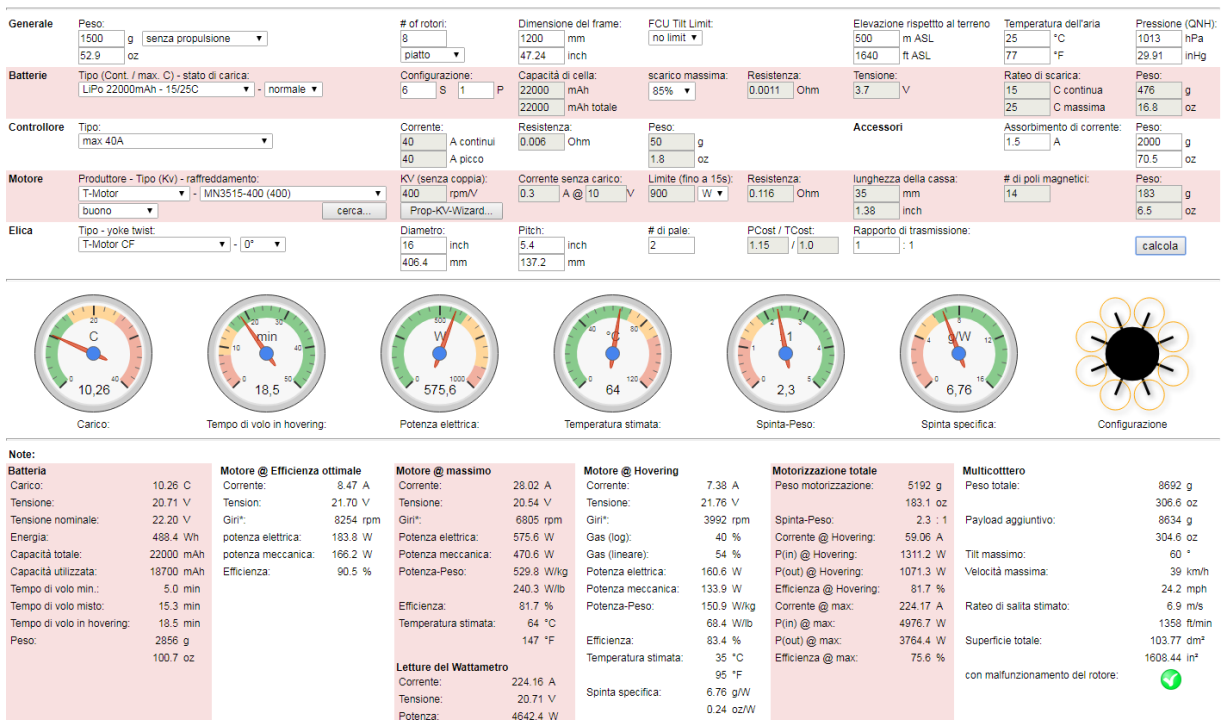 Generale Peso: # di rotori: Dimensione del frame: FCU Tilt Limit: Elevazione rispettto al terreno Temperatura dell'aria Pressione (QNH):
1500 g senza propulsione 8 1200 mm no limit 500 m ASL 25 °C 1013 hPa
52.9 oz piatto 47.24 inch 1640 ft ASL 77 °F 29.91 inHg
Batterie Tipo (Cont. / max. C) - stato di carica: Configurazione: Capacità di cella: scarico massima: Resistenza: Tensione: Rateo di scarica: Peso:
LiPo 22000mAh - 15/25C - normale 6 S 1 P 22000 mAh 85% 0.0011 Ohm 3.7 V 15 C continua 476 g
22000 mAh totale 25 C massima 16.8 oz
Controllore Tipo: Corrente: Resistenza: Peso: Accessori Assorbimento di corrente: Peso:
max 40A 40 A continui 0.006 Ohm 50 g 1.5 A 2000 g
40 A picco 1.8 oz 70.5 oz
Motore Produttore - Tipo (Kv) - raffreddamento: KV (senza coppia): Corrente senza carico: Limite (fino a 15s): Resistenza: lunghezza della cassa: # di poli magnetici: Peso:
T-Motor - MN3515-400 (400) 400 rpm/V 0.3 A @ 10 V 900 W 0.116 Ohm 35 mm 14 183 g
buono cerca... Prop-KV-Wizard... 1.38 inch 6.5 oz
Elica Tipo - yoke twist: Diametro: Pitch: # di pale: PCost / TCost: Rapporto di trasmissione:
T-Motor CF - 0° 16 inch 5.4 inch 2 1.15 / 1.0 1 : 1 calcola
406.4 mm 137.2 mm
0 20 40 C 10,26
0 10 20 30 40 50 min 18,5
0 500 1000 W 575,6
0 40 80 120 °C 64
1 2 3 4 :1 2,3
0 4 8 12 16 g/W 6,76
Carico: Tempo di volo in hovering: Potenza elettrica: Temperatura stimata: Spinta-Peso: Spinta specifica: Configurazione
Note:
Batteria
Carico: 10.26 C
Tensione: 20.71 V
Tensione nominale: 22.20 V
Energia: 488.4 Wh
Capacità totale: 22000 mAh
Capacità utilizzata: 18700 mAh
Tempo di volo min.: 5.0 min
Tempo di volo misto: 15.3 min
Tempo di volo in hovering: 18.5 min
Peso: 2856 g
100.7 oz
Motore @ Efficienza ottimale
Corrente: 8.47 A
Tension: 21.70 V
Giri*: 8254 rpm
potenza elettrica: 183.8 W
potenza meccanica: 166.2 W
Efficienza: 90.5 %
Motore @ massimo
Corrente: 28.02 A
Tensione: 20.54 V
Giri*: 6805 rpm
Potenza elettrica: 575.6 W
Potenza meccanica: 470.6 W
Potenza-Peso: 529.8 W/kg
240.3 W/lb
Efficienza: 81.7 %
Temperatura stimata: 64 °C
147 °F
Letture del Wattametro
Corrente: 224.16 A
Tensione: 20.71 V
Potenza: 4642.4 W
Motore @ Hovering
Corrente: 7.38 A
Tensione: 21.76 V
Giri*: 3992 rpm
Gas (log): 40 %
Gas (lineare): 54 %
Potenza elettrica: 160.6 W
Potenza meccanica: 133.9 W
Potenza-Peso: 150.9 W/kg
68.4 W/lb
Efficienza: 83.4 %
Temperatura stimata: 35 °C
95 °F
Spinta specifica: 6.76 g/W
0.24 oz/W
Motorizzazione totale
Peso motorizzazione: 5192 g
183.1 oz
Spinta-Peso: 2.3 : 1
Corrente @ Hovering: 59.06 A
P(in) @ Hovering: 1311.2 W
P(out) @ Hovering: 1071.3 W
Efficienza @ Hovering: 81.7 %
Corrente @ max: 224.17 A
P(in) @ max: 4976.7 W
P(out) @ max: 3764.4 W
Efficienza @ max: 75.6 %
Multicotttero
Peso totale: 8692 g
306.6 oz
Payload aggiuntivo: 8634 g
304.6 oz
Tilt massimo: 60 °
Velocità massima: 39 km/h
24.2 mph
Rateo di salita stimato: 6.9 m/s
1358 ft/min
Superficie totale: 103.77 dm²
1608.44 in²
con malfunzionamento del rotore: